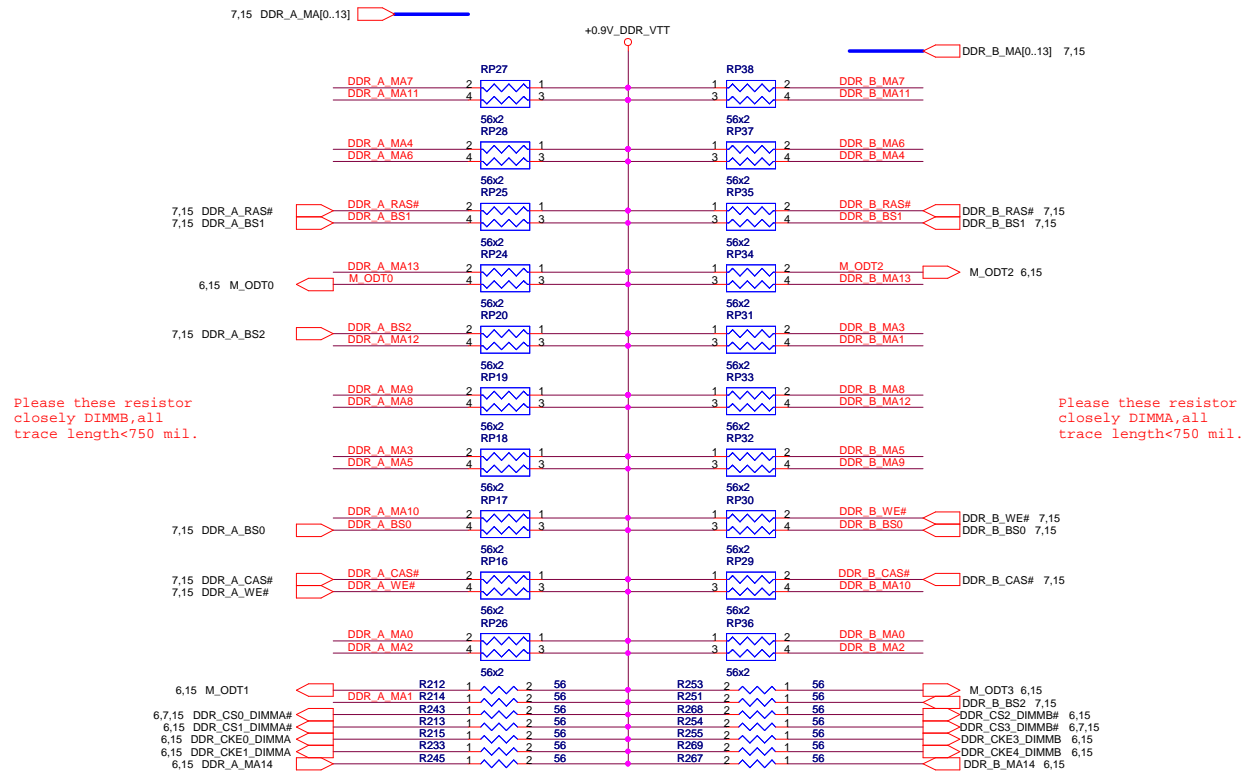 7,15 DDR_A_MA[0..13]
+0.9V_DDR_VTT
DDR_B_MA[0..13] 7,15
RP27 RP38
DDR_A_MA7 2 1 1 2 DDR_B_MA7
DDR_A_MA11 4 3 3 4 DDR_B_MA11
56x2 56x2
RP28 RP37
DDR_A_MA4 2 1 1 2 DDR_B_MA6
DDR_A_MA6 4 3 3 4 DDR_B_MA4
56x2 56x2
RP25 RP35
7,15 DDR_A_RAS# DDR_A_RAS# 2 1 1 2 DDR_B_RAS# DDR_B_RAS# 7,15
7,15 DDR_A_BS1 DDR_A_BS1 4 3 3 4 DDR_B_BS1 DDR_B_BS1 7,15
56x2 56x2
RP24 RP34
DDR_A_MA13 2 1 1 2 M_ODT2 M_ODT2 6,15
6,15 M_ODT0 M_ODT0 4 3 3 4 DDR_B_MA13
56x2 56x2
RP20 RP31
7,15 DDR_A_BS2 DDR_A_BS2 2 1 1 2 DDR_B_MA3
DDR_A_MA12 4 3 3 4 DDR_B_MA1
56x2 56x2
RP19 RP33
DDR_A_MA9 2 1 1 2 DDR_B_MA8
DDR_A_MA8 4 3 3 4 DDR_B_MA12
Please these resistor
closely DIMMB,all
trace length<750 mil.
Please these resistor
closely DIMMA,all
trace length<750 mil.
56x2 56x2
RP18 RP32
DDR_A_MA3 2 1 1 2 DDR_B_MA5
DDR_A_MA5 4 3 3 4 DDR_B_MA9
56x2 56x2
RP17 RP30
DDR_A_MA10 2 1 1 2 DDR_B_WE# DDR_B_WE# 7,15
7,15 DDR_A_BS0 DDR_A_BS0 4 3 3 4 DDR_B_BS0 DDR_B_BS0 7,15
56x2 56x2
RP16 RP29
7,15 DDR_A_CAS# DDR_A_CAS# 2 1 1 2 DDR_B_CAS# DDR_B_CAS# 7,15
7,15 DDR_A_WE# DDR_A_WE# 4 3 3 4 DDR_B_MA10
56x2 56x2
RP26 RP36
DDR_A_MA0 2 1 1 2 DDR_B_MA0
DDR_A_MA2 4 3 3 4 DDR_B_MA2
56x2 56x2
6,15 M_ODT1 R212 1 2 56 R253 2 1 56 M_ODT3 6,15
DDR_A_MA1 R214 1 2 56 R251 2 1 56 DDR_B_BS2 7,15
6,7,15 DDR_CS0_DIMMA# R243 1 2 56 R268 2 1 56 DDR_CS2_DIMMB# 6,15
6,15 DDR_CS1_DIMMA# R213 1 2 56 R254 2 1 56 DDR_CS3_DIMMB# 6,7,15
6,15 DDR_CKE0_DIMMA R215 1 2 56 R255 2 1 56 DDR_CKE3_DIMMB 6,15
6,15 DDR_CKE1_DIMMA R233 1 2 56 R269 2 1 56 DDR_CKE4_DIMMB 6,15
6,15 DDR_A_MA14 R245 1 2 56 R267 2 1 56 DDR_B_MA14 6,15